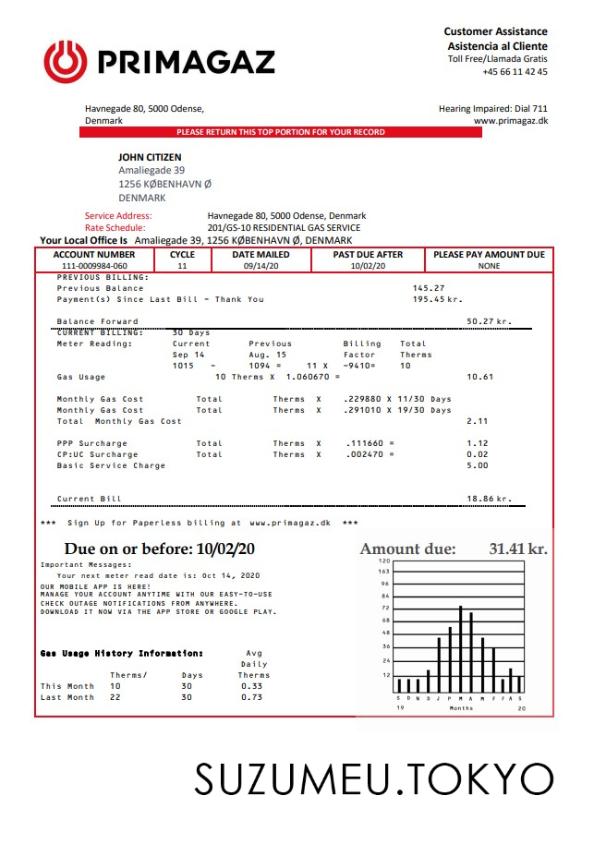 PRIMAGAZ
Customer Assistance
Asistencia al Cliente
Toll Free/Llamada Gratis
+45 66 11 42 45
Havnegade 80, 5000 Odense,
Denmark
Hearing Impaired: Dial 711
www.primagaz.dk
PLEASE RETURN THIS TOP PORTION FOR YOUR RECORD
JOHN CITIZEN
Amaliegade 39
1256 KØBENHAVN Ø
DENMARK
Service Address: Havnegade 80, 5000 Odense, Denmark
Rate Schedule: 201/GS-10 RESIDENTIAL GAS SERVICE
Your Local Office Is Amaliegade 39, 1256 KØBENHAVN Ø, DENMARK
ACCOUNT NUMBER CYCLE DATE MAILED PAST DUE AFTER PLEASE PAY AMOUNT DUE
111-0009984-060 11 09/14/20 10/02/20 NONE
PREVIOUS BILLING:
Previous Balance 145.27
Payment(s) Since Last Bill - Thank You 195.45 kr.
Balance Forward 50.27 kr.
CURRENT BILLING: 30 Days
Meter Reading: Current Previous Billing Total
Sep 14 Aug. 15 Factor Therms
1015 - 1094 = 11 X -9410= 10
Gas Usage 10 Therms X 1.060670 = 10.61
Monthly Gas Cost Total Therms X .229880 X 11/30 Days
Monthly Gas Cost Total Therms X .291010 X 19/30 Days
Total Monthly Gas Cost 2.11
PPP Surcharge Total Therms X .111660 = 1.12
CP:UC Surcharge Total Therms X .002470 = 0.02
Basic Service Charge 5.00
Current Bill 18.86 kr.
*** Sign Up for Paperless billing at www.primagaz.dk ***
Due on or before: 10/02/20
Amount due: 31.41 kr.
Important Messages:
Your next meter read date is: Oct 14, 2020
OUR MOBILE APP IS HERE!
MANAGE YOUR ACCOUNT ANYTIME WITH OUR EASY-TO-USE
CHECK OUTAGE NOTIFICATIONS FROM ANYWHERE.
DOWNLOAD IT NOW VIA THE APP STORE OR GOOGLE PLAY.
Gas Usage History Information: Avg
Daily
Therms/ Days Therms
This Month 10 30 0.33
Last Month 22 30 0.73
120
163
96
84
72
68
36
24
12
S D W D J F M A M J F F A S
19 Months 20
SUZUMEU.TOKYO